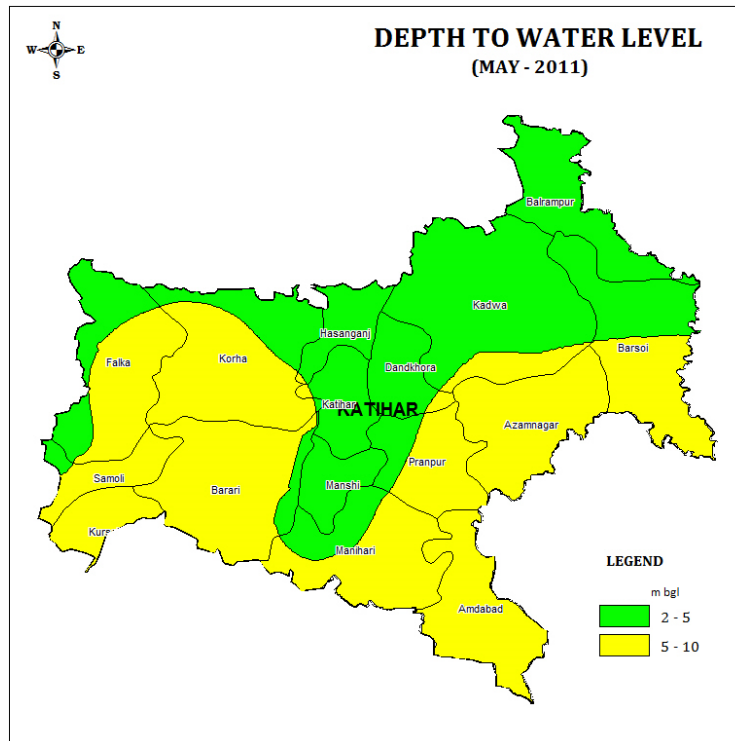 N
W E
S
DEPTH TO WATER LEVEL
(MAY - 2011)
Balrampur
Kadwa
Hasanganj
Barsoi
Korha
Falka
Dandkhora
Katihar
KATIHAR
Azamnagar
Pranpur
Samoli
Manshi
Barari
Kurs
Manihari
Amdabad
LEGEND
m bgl
2 - 5
5 - 10